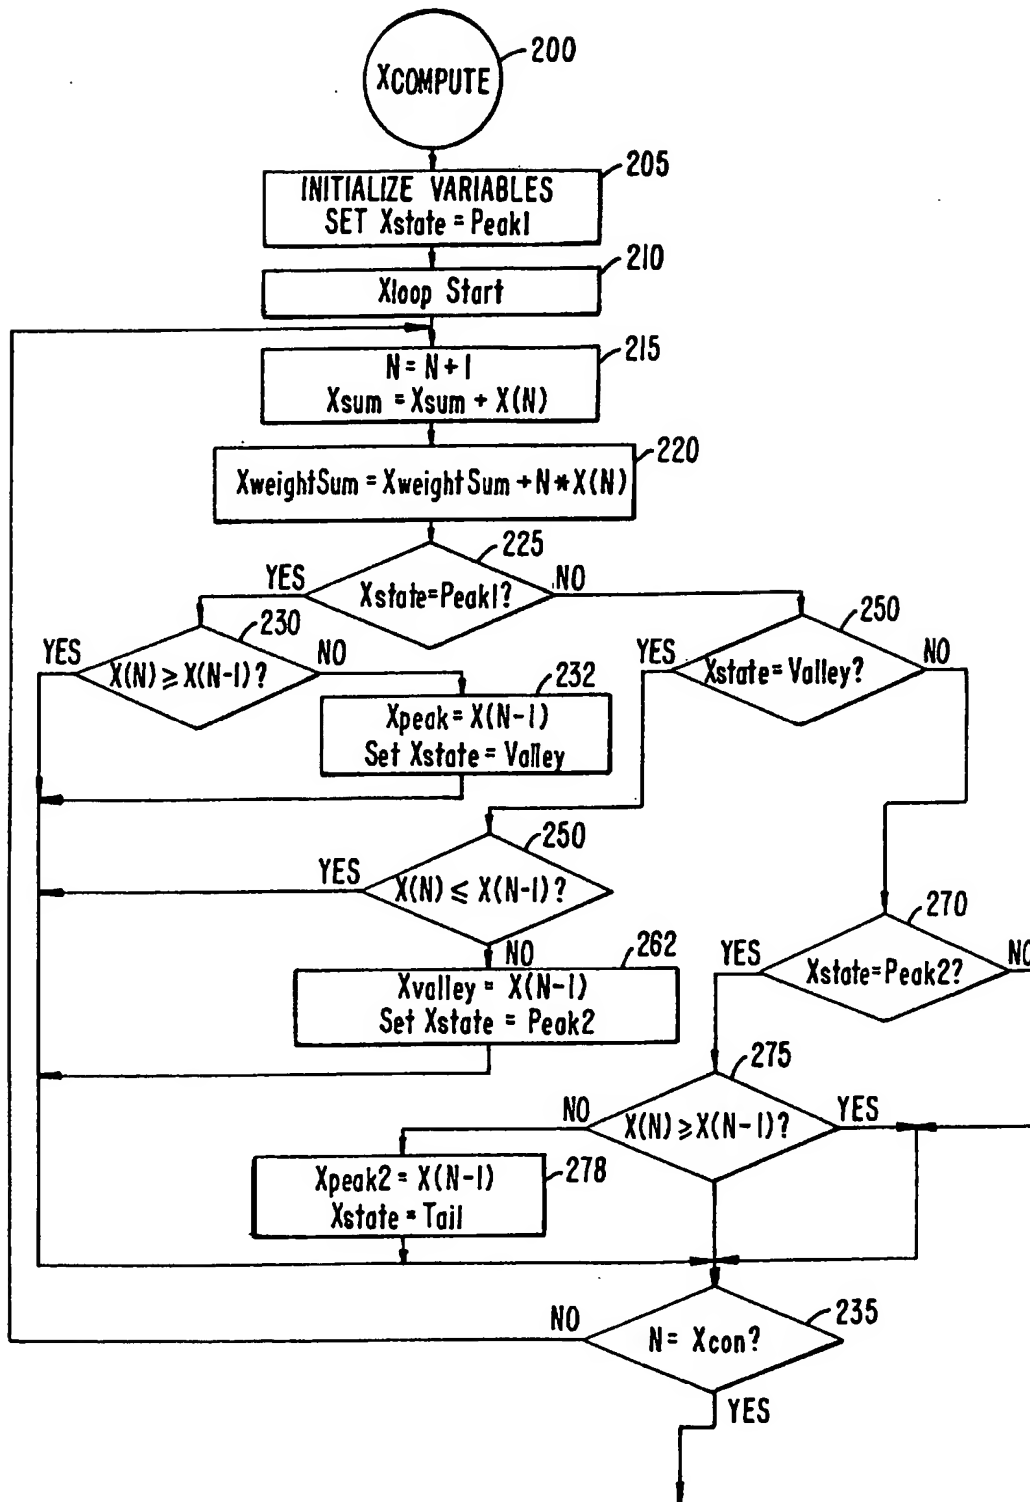 200
XCOMPUTE
205
INITIALIZE VARIABLES
SET Xstate = Peak1
210
Xloop Start
215
N = N + 1
Xsum = Xsum + X(N)
220
XweightSum = XweightSum + N * X(N)
225
YES
Xstate=Peak1?
NO
230
YES
X(N) ≥ X(N-1)?
NO
232
Xpeak = X(N-1)
Set Xstate = Valley
250
YES
Xstate = Valley?
NO
250
YES
X(N) ≤ X(N-1)?
NO
262
Xvalley = X(N-1)
Set Xstate = Peak2
270
YES
Xstate=Peak2?
NO
275
NO
X(N) ≥ X(N-1)?
YES
278
Xpeak2 = X(N-1)
Xstate = Tail
235
NO
N = Xcon?
YES